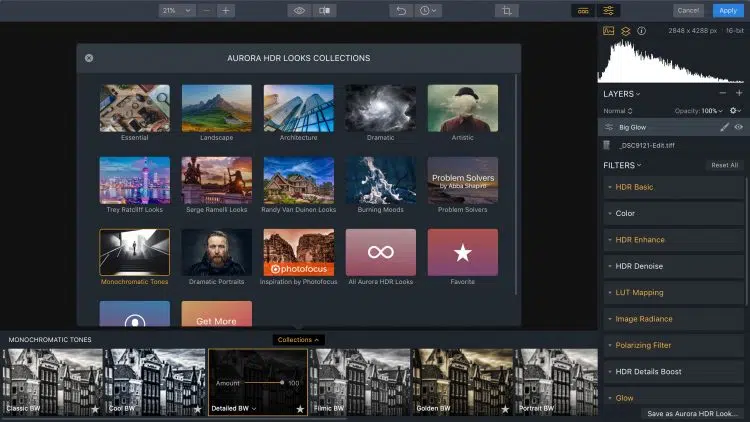 21%
Cancel
Apply
AURORA HDR LOOKS COLLECTIONS
2848 x 4288 px
16-bit
Essential
Landscape
Architecture
Dramatic
Artistic
LAYERS
Normal
Opacity: 100%
Big Glow
_DSC9121-Edit.tiff
Problem Solvers
by Abba Shapiro
Trey Ratcliff Looks
Serge Ramelli Looks
Randy Van Duinen Looks
Burning Moods
Problem Solvers
FILTERS
Reset All
HDR Basic
Color
HDR Enhance
HDR Denoise
LUT Mapping
Image Radiance
Polarizing Filter
HDR Details Boost
Glow
photofocus
Monochromatic Tones
Dramatic Portraits
Inspiration by Photofocus
All Aurora HDR Looks
Favorite
Get More
MONOCHROMATIC TONES
Collections
Amount
100
Classic BW
Cool BW
Detailed BW
Filmic BW
Golden BW
Portrait BW
Save as Aurora HDR Look...